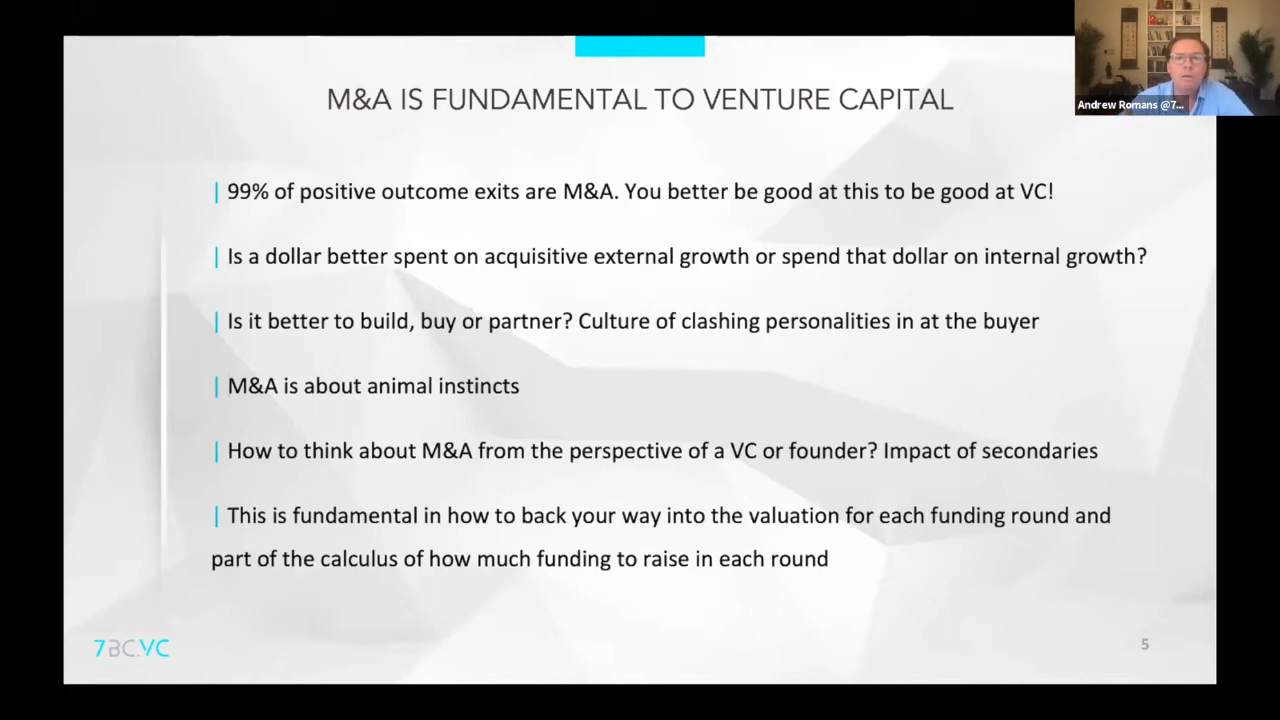 Andrew Romans @7...
M&A IS FUNDAMENTAL TO VENTURE CAPITAL
| 99% of positive outcome exits are M&A. You better be good at this to be good at VC!
| Is a dollar better spent on acquisitive external growth or spend that dollar on internal growth?
| Is it better to build, buy or partner? Culture of clashing personalities in at the buyer
| M&A is about animal instincts
| How to think about M&A from the perspective of a VC or founder? Impact of secondaries
| This is fundamental in how to back your way into the valuation for each funding round and
part of the calculus of how much funding to raise in each round
7BC.VC
5